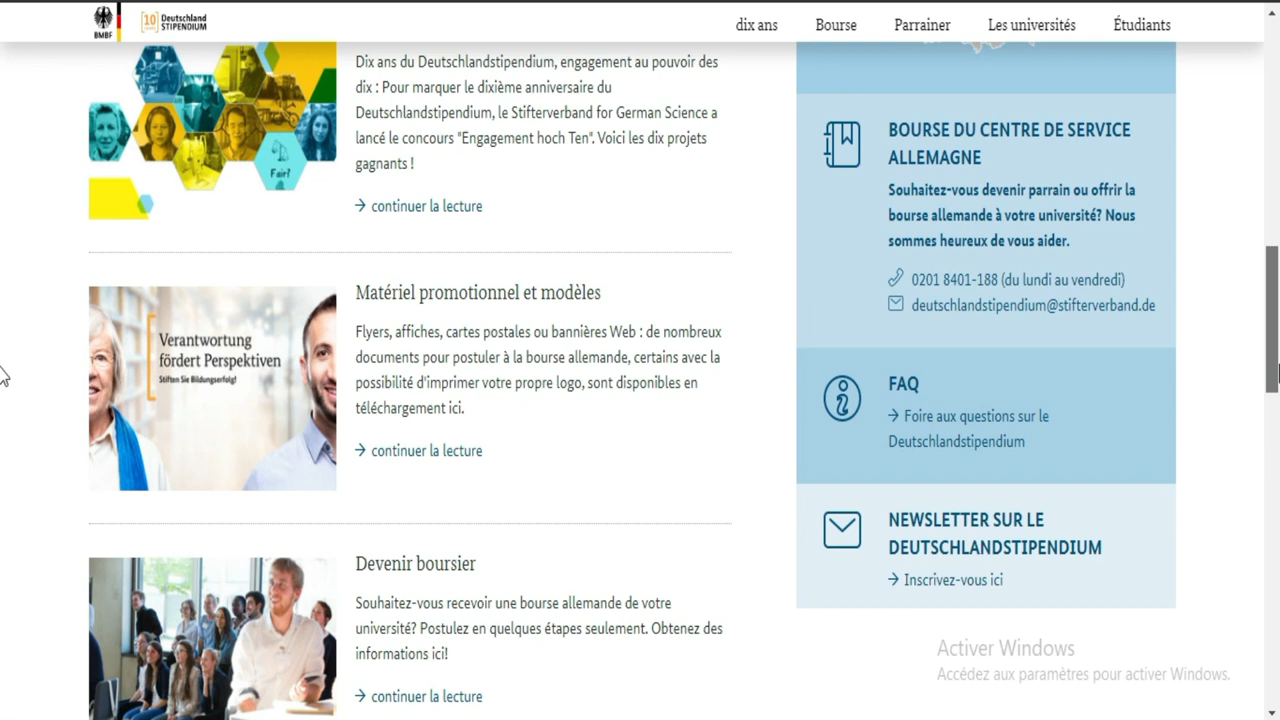 BMBF
10
Deutschland
STIPENDIUM
dix ans
Bourse
Parrainer
Les universités
Étudiants
Dix ans du Deutschlandstipendium, engagement au pouvoir des
dix : Pour marquer le dixième anniversaire du
Deutschlandstipendium, le Stifterverband for German Science a
lancé le concours "Engagement hoch Ten". Voici les dix projets
gagnants !
→ continuer la lecture
Fair?
Matériel promotionnel et modèles
Flyers, affiches, cartes postales ou bannières Web : de nombreux
documents pour postuler à la bourse allemande, certains avec la
possibilité d'imprimer votre propre logo, sont disponibles en
téléchargement ici.
→ continuer la lecture
Verantwortung
fördert Perspektiven
Stiften Sie Bildungserfolg!
Devenir boursier
Souhaitez-vous recevoir une bourse allemande de votre
université? Postulez en quelques étapes seulement. Obtenez des
informations ici!
→ continuer la lecture
BOURSE DU CENTRE DE SERVICE
ALLEMAGNE
Souhaitez-vous devenir parrain ou offrir la
bourse allemande à votre université? Nous
sommes heureux de vous aider.
0201 8401-188 (du lundi au vendredi)
deutschlandstipendium@stifterverband.de
FAQ
→ Foire aux questions sur le
Deutschlandstipendium
NEWSLETTER SUR LE
DEUTSCHLANDSTIPENDIUM
→ Inscrivez-vous ici
Activer Windows
Accédez aux paramètres pour activer Windows.